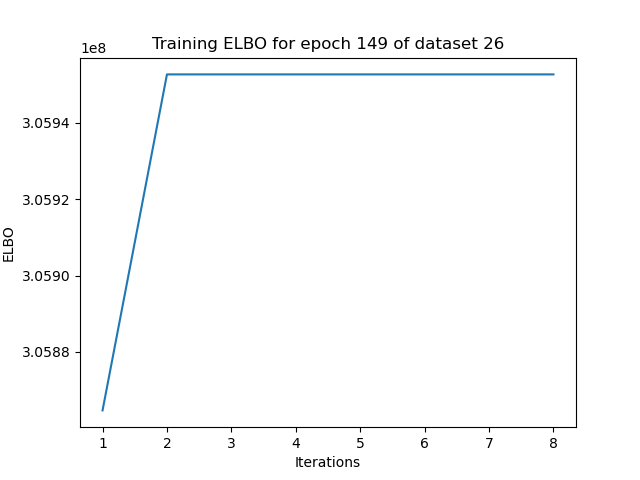 Training ELBO for epoch 149 of dataset 26
1e8
3.0594
3.0592
3.0590
3.0588
ELBO
1 2 3 4 5 6 7 8
Iterations